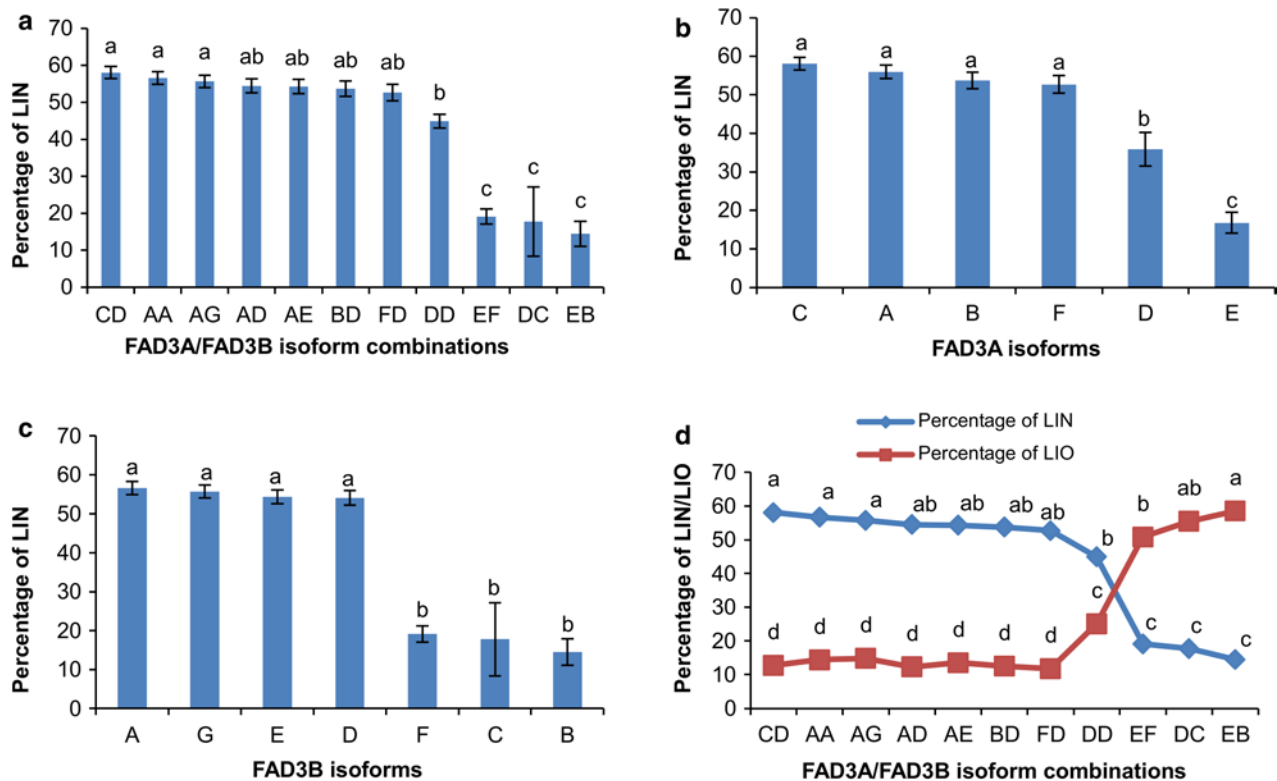 a
Percentage of LIN
70
60
50
40
30
20
10
0
a a a ab ab ab ab b c c c
CD AA AG AD AE BD FD DD EF DC EB
FAD3A/FAD3B isoform combinations
b
Percentage of LIN
70
60
50
40
30
20
10
0
a a a a b c
C A B F D E
FAD3A isoforms
c
Percentage of LIN
70
60
50
40
30
20
10
0
a a a a b b b
A G E D F C B
FAD3B isoforms
d
Percentage of LIN
Percentage of LIO
Percentage of LIN/LIO
70
60
50
40
30
20
10
0
a a a ab ab ab ab b c c c
d d d d d d d c b ab a
CD AA AG AD AE BD FD DD EF DC EB
FAD3A/FAD3B isoform combinations